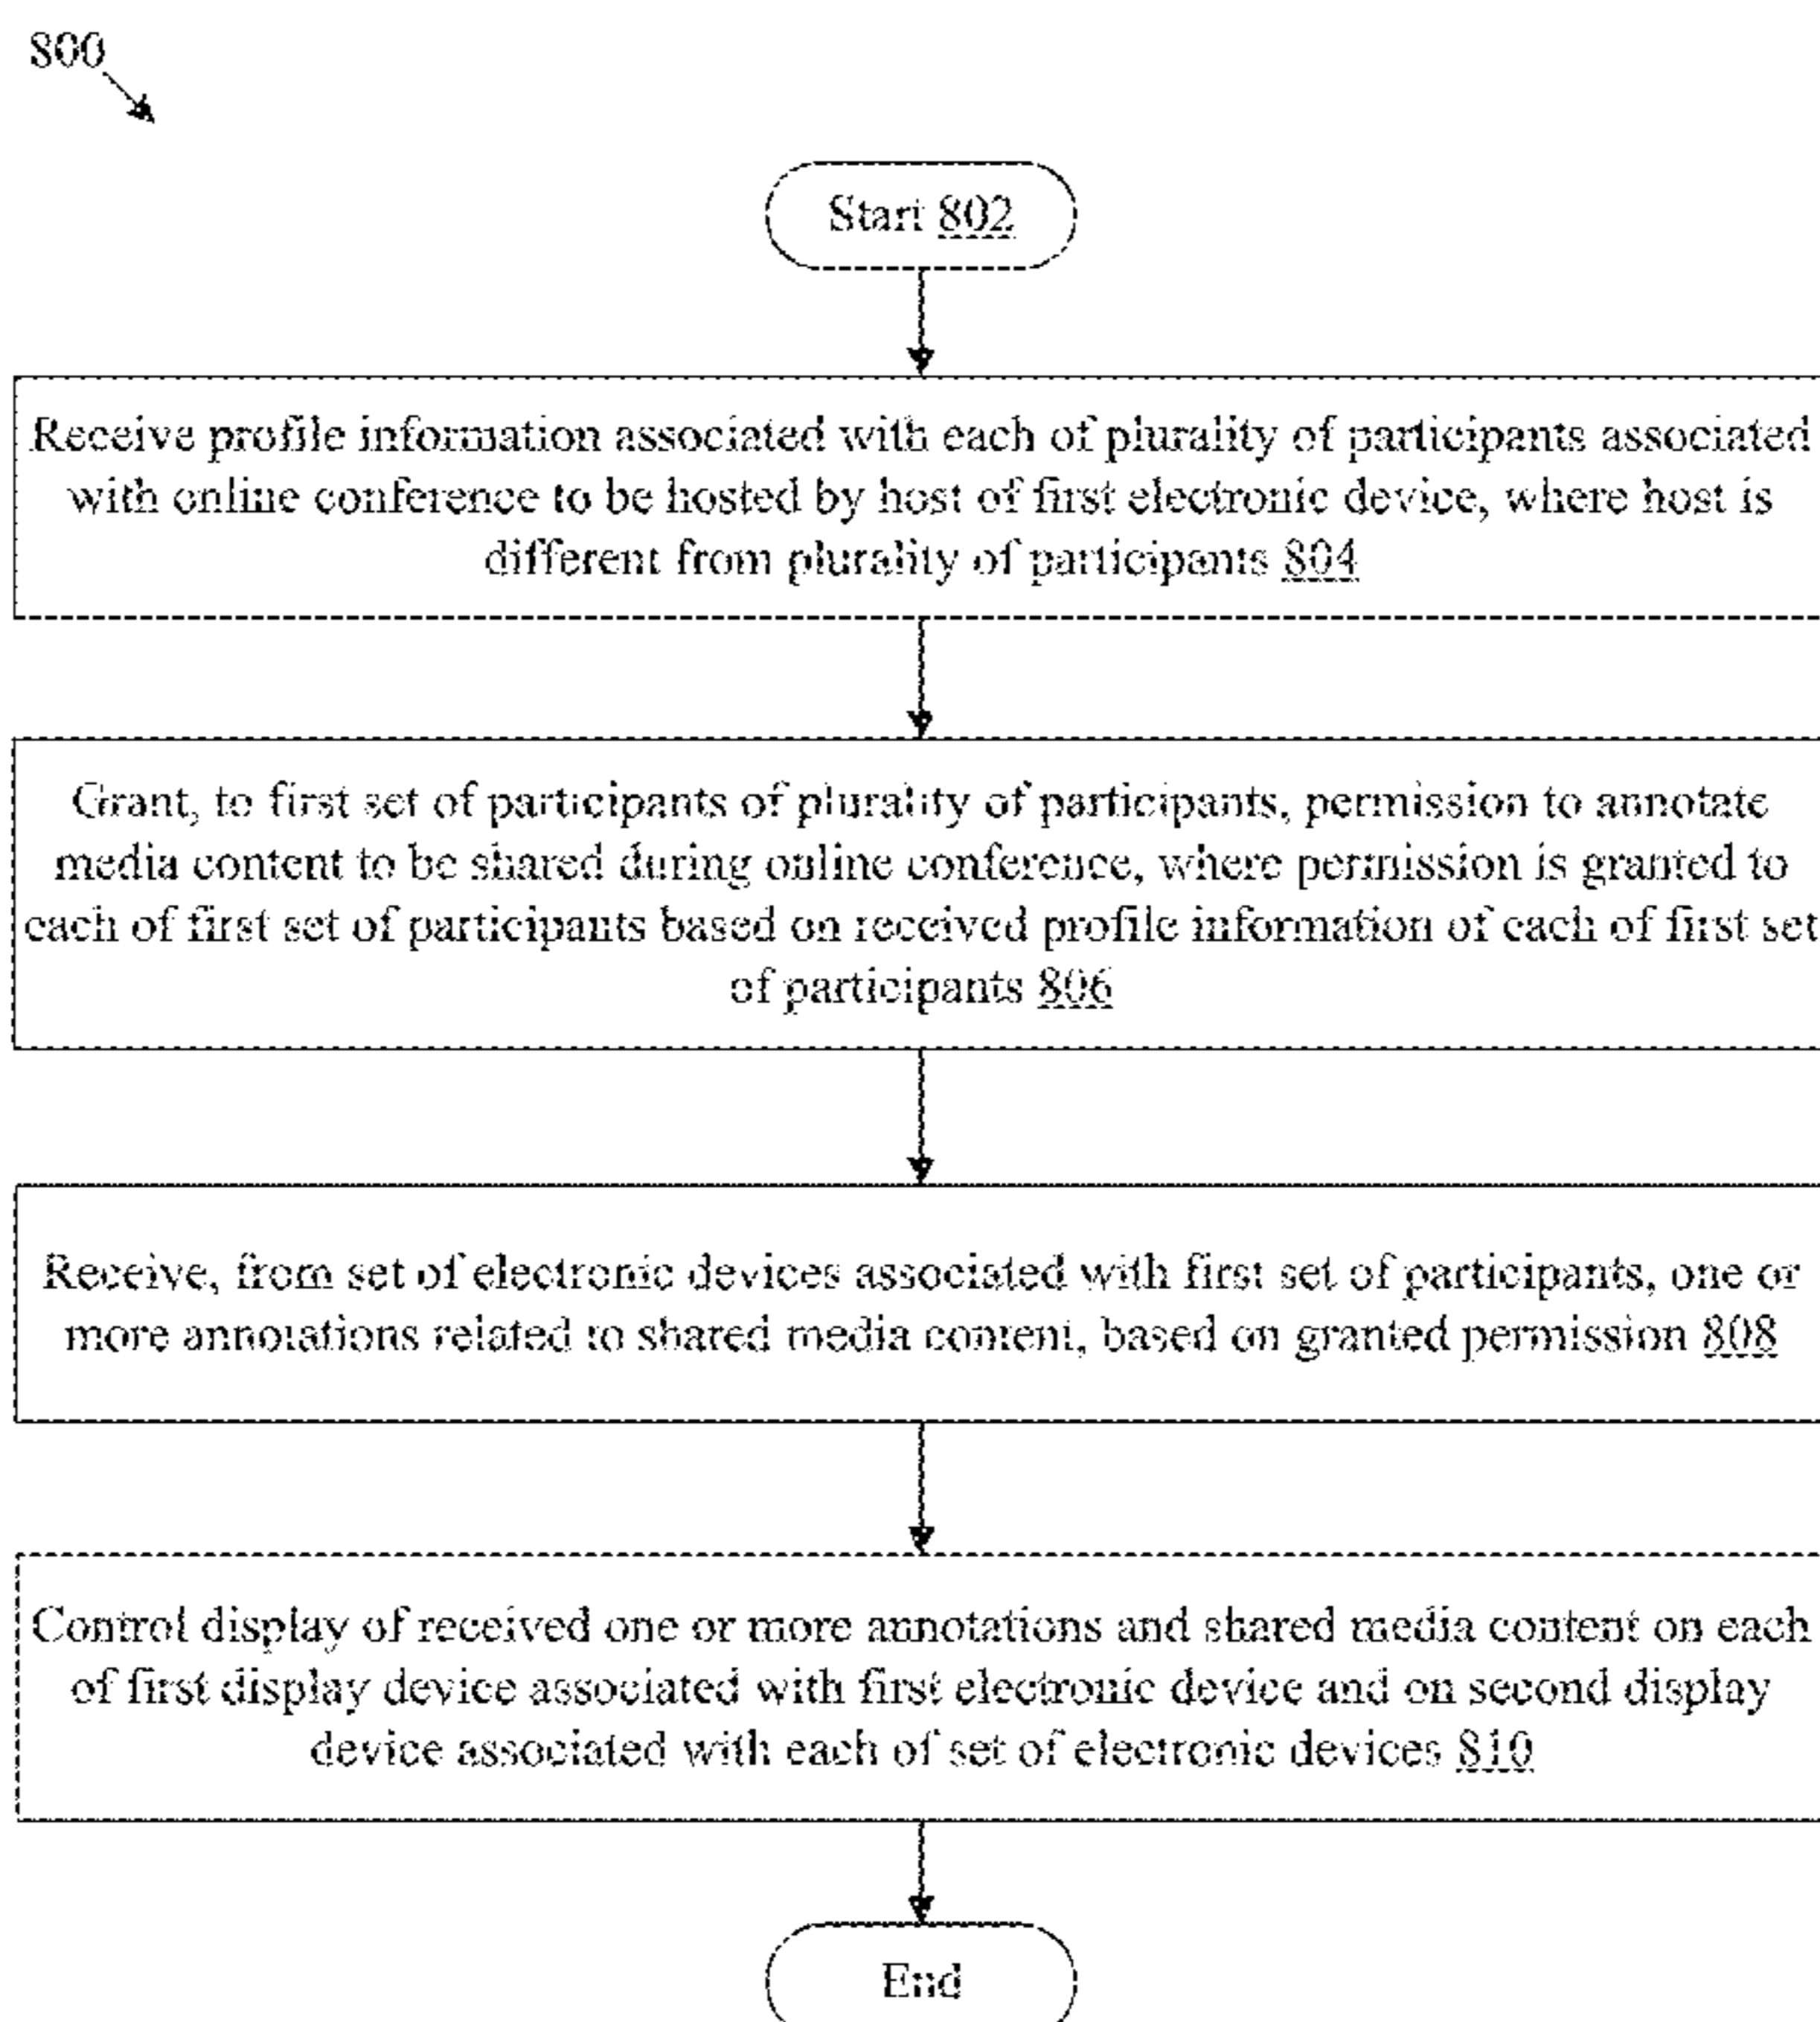 800
Start 802
Receive profile information associated with each of plurality of participants associated
with online conference to be hosted by host of first electronic device, where host is
different from plurality of participants 804
Grant, to first set of participants of plurality of participants, permission to annotate
media content to be shared during online conference, where permission is granted to
each of first set of participants based on received profile information of each of first set
of participants 806
Receive, from set of electronic devices associated with first set of participants, one or
more annotations related to shared media content, based on granted permission 808
Control display of received one or more annotations and shared media content on each
of first display device associated with first electronic device and on second display
device associated with each of set of electronic devices 810
End